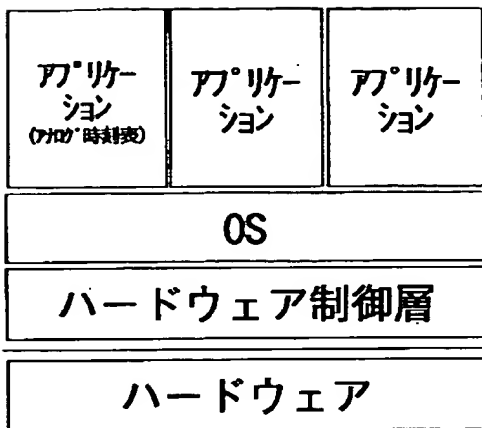 アプリケー
ション
(アナログ時刻表)
アプリケー
ション
アプリケー
ション
OS
ハードウェア制御層
ハードウェア